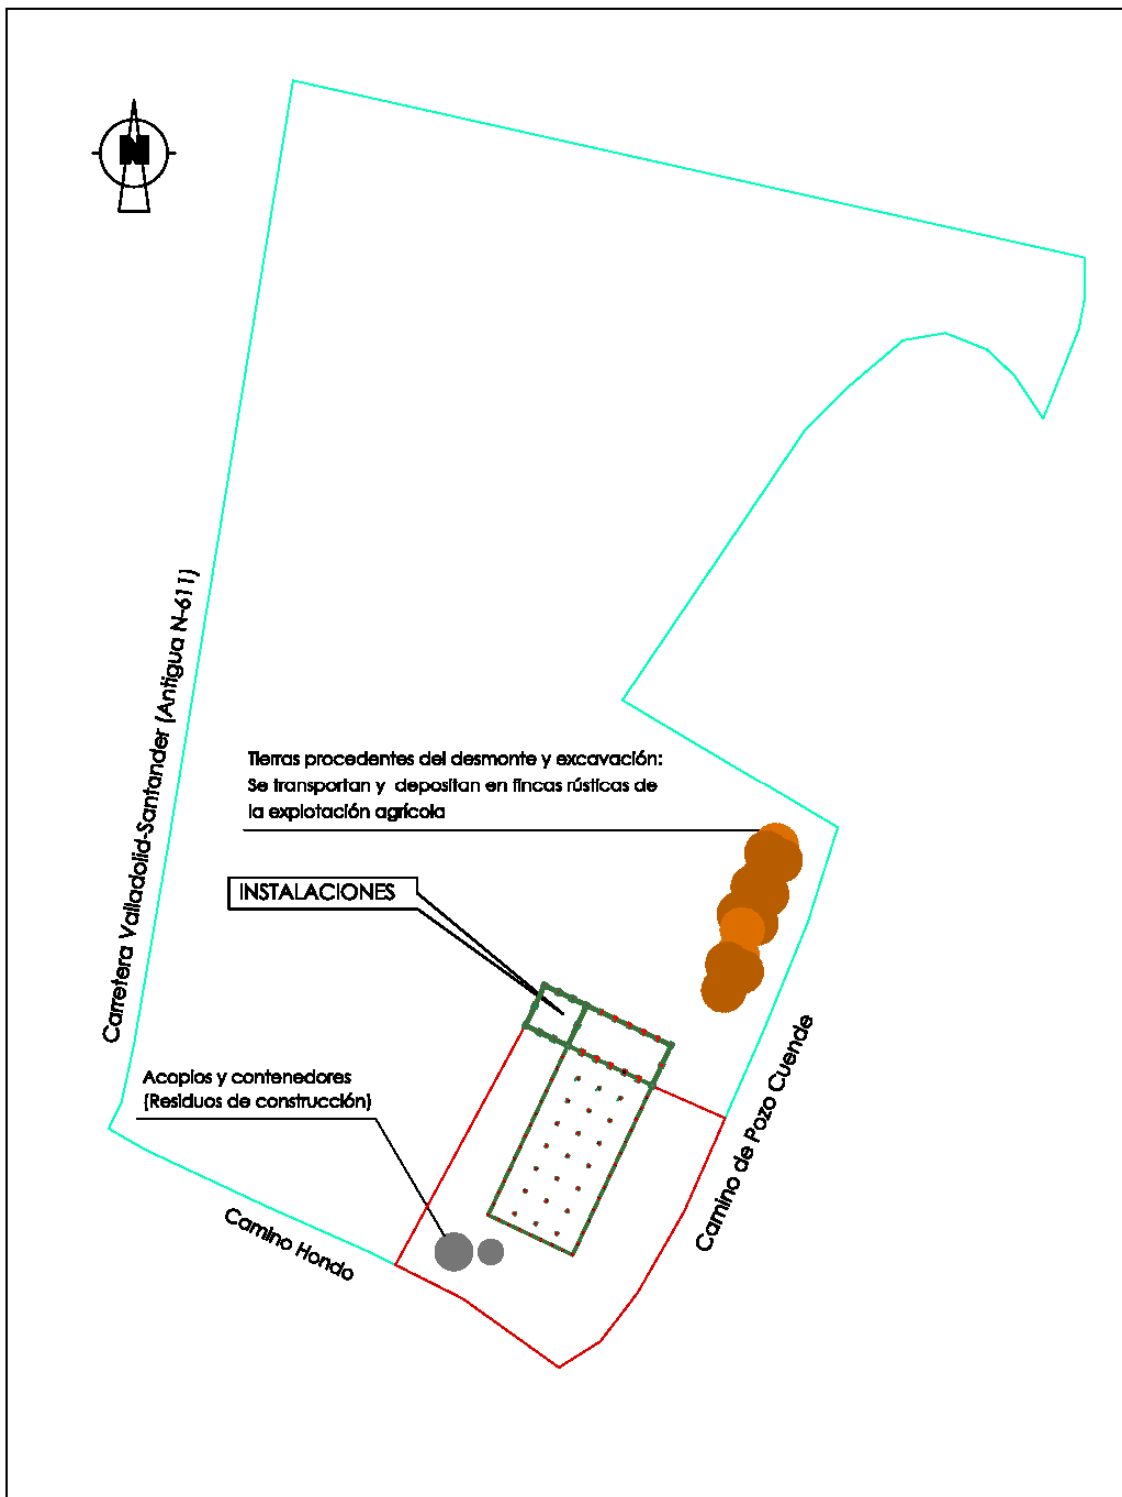 N
Carretera Valladolid-Santander (Antigua N-611)
Tierras procedentes del desmonte y excavación:
Se transportan y depositan en fincas rústicas de
la explotación agrícola
INSTALACIONES
Acopios y contenedores
(Residuos de construcción)
Camino de Pozo Cuende
Camino Hondo